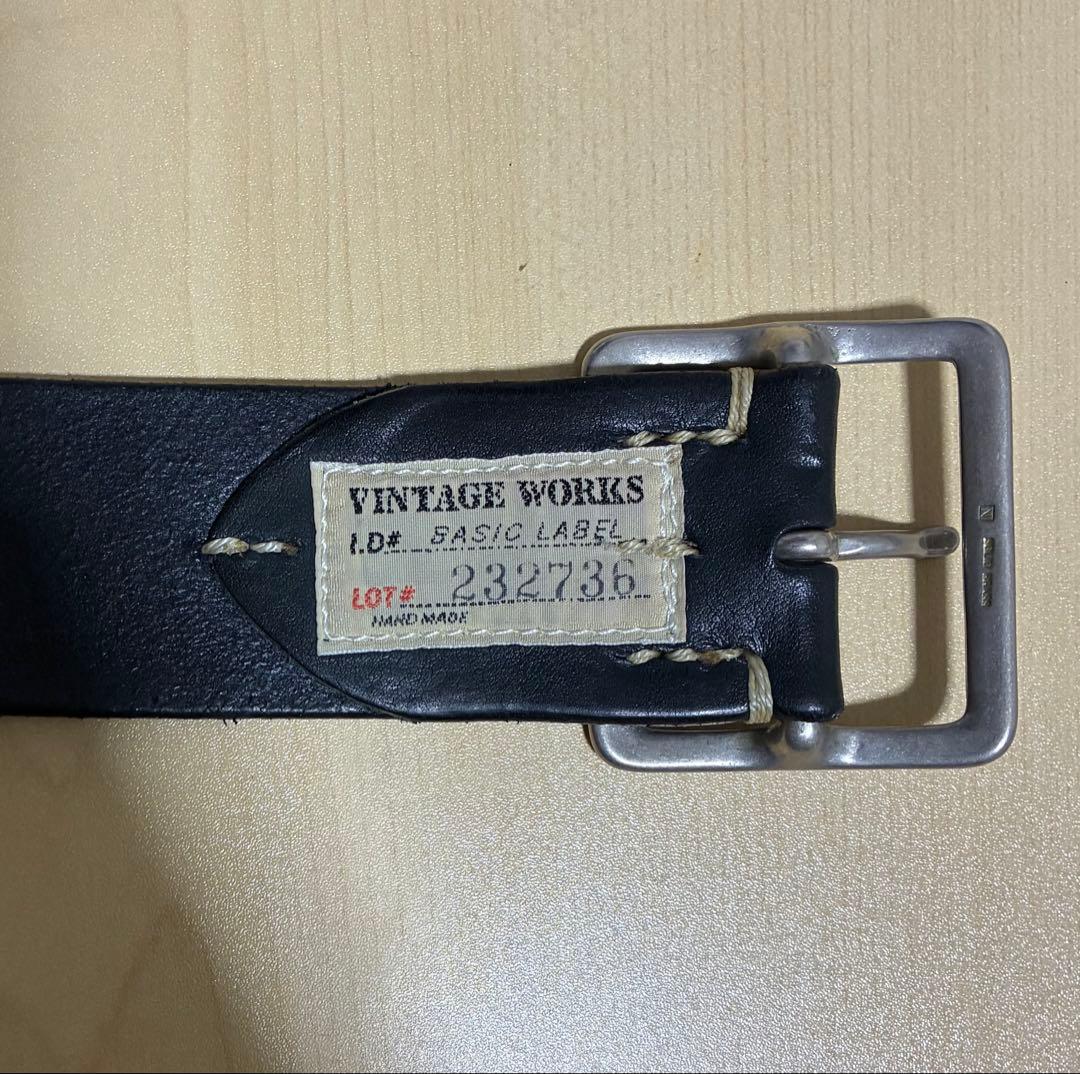 VINTAGE WORKS
I.D# BASIC LABEL
LOT# 232736
HAND MADE